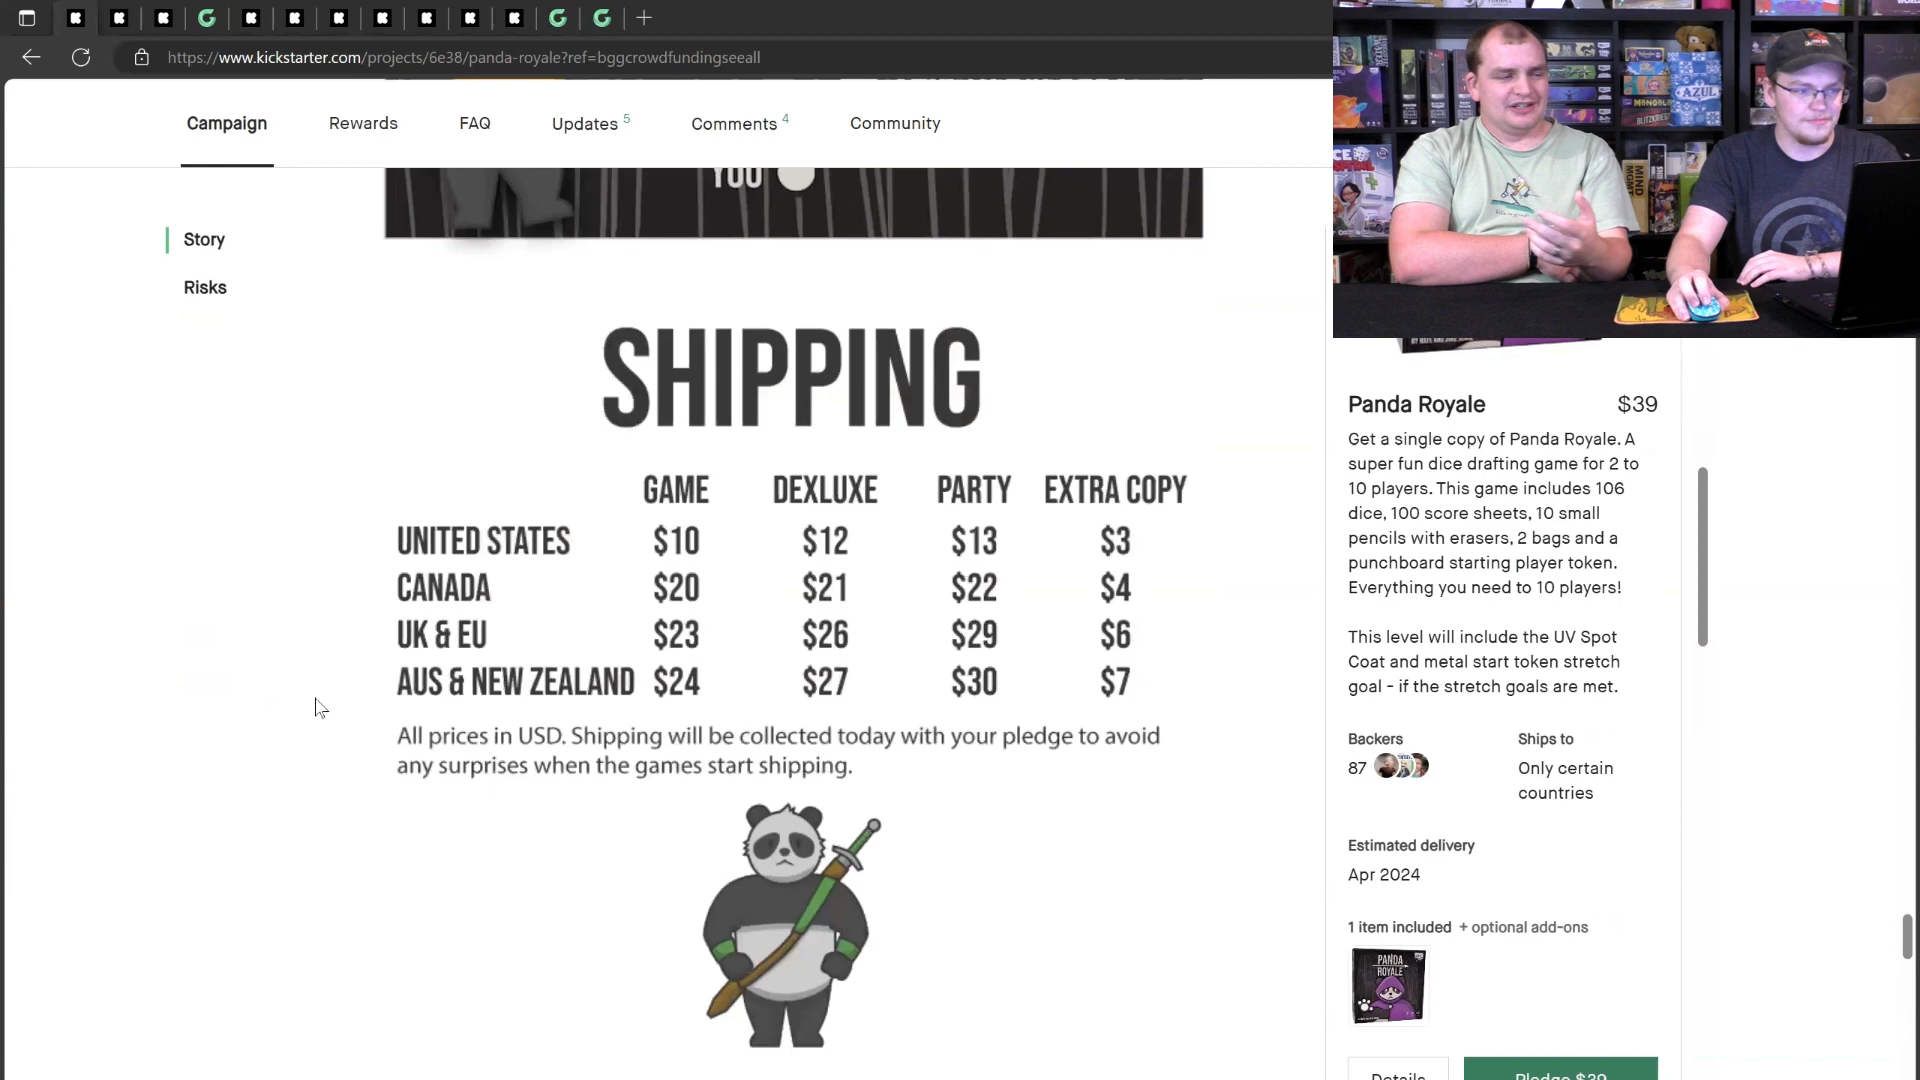 https://www.kickstarter.com/projects/6e38/panda-royale?ref=bggcrowdfundingseeall
Campaign
Rewards
FAQ
Updates 5
Comments 4
Community
YOU
Story
Risks
SHIPPING
GAME DEXLUXE PARTY EXTRA COPY
UNITED STATES $10 $12 $13 $3
CANADA $20 $21 $22 $4
UK & EU $23 $26 $29 $6
AUS & NEW ZEALAND $24 $27 $30 $7
All prices in USD. Shipping will be collected today with your pledge to avoid
any surprises when the games start shipping.
AZUL
MIND
MGMT
Panda Royale $39
Get a single copy of Panda Royale. A
super fun dice drafting game for 2 to
10 players. This game includes 106
dice, 100 score sheets, 10 small
pencils with erasers, 2 bags and a
punchboard starting player token.
Everything you need to 10 players!
This level will include the UV Spot
Coat and metal start token stretch
goal - if the stretch goals are met.
Backers
87
Ships to
Only certain
countries
Estimated delivery
Apr 2024
1 item included + optional add-ons
PANDA
ROYALE
Details
Pledge $39